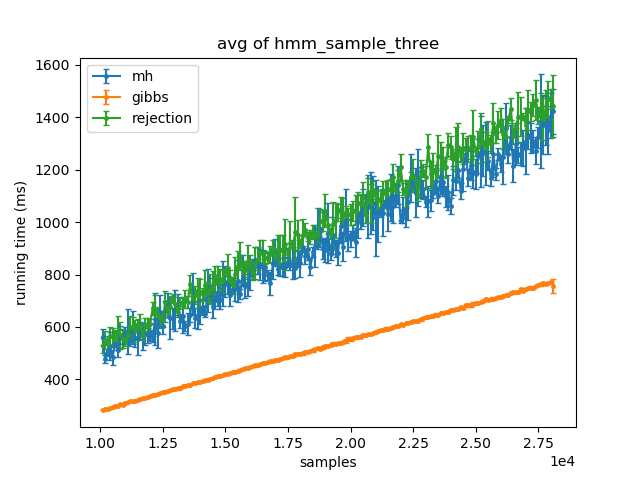 avg of hmm_sample_three
mh
gibbs
rejection
running time (ms)
1600
1400
1200
1000
800
600
400
1.00
1.25
1.50
1.75
2.00
2.25
2.50
2.75
1e4
samples